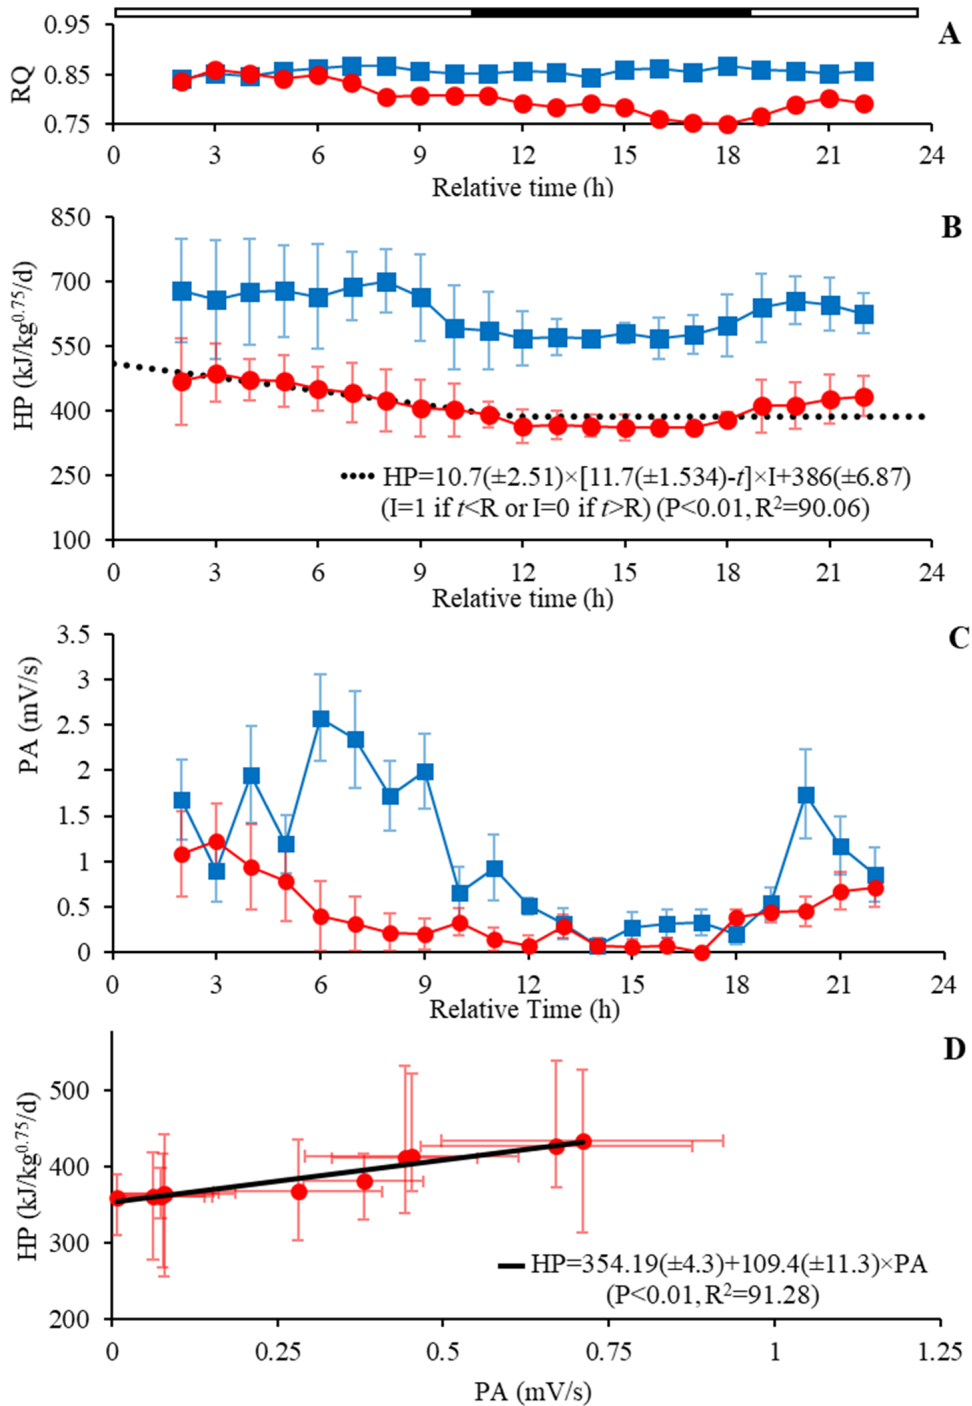 A
0.95
0.85
0.75
RQ
0 3 6 9 12 15 18 21 24
Relative time (h)
B
850
700
550
400
250
100
HP (kJ/kg^0.75/d)
HP=10.7(±2.51)×[11.7(±1.534)-t]×I+386(±6.87)
(I=1 if t<R or I=0 if t>R) (P<0.01, R²=90.06)
0 3 6 9 12 15 18 21 24
Relative time (h)
C
3.5
3
2.5
2
1.5
1
0.5
0
PA (mV/s)
0 3 6 9 12 15 18 21 24
Relative Time (h)
D
500
400
300
200
HP (kJ/kg^0.75/d)
HP=354.19(±4.3)+109.4(±11.3)×PA
(P<0.01, R²=91.28)
0 0.25 0.5 0.75 1 1.25
PA (mV/s)